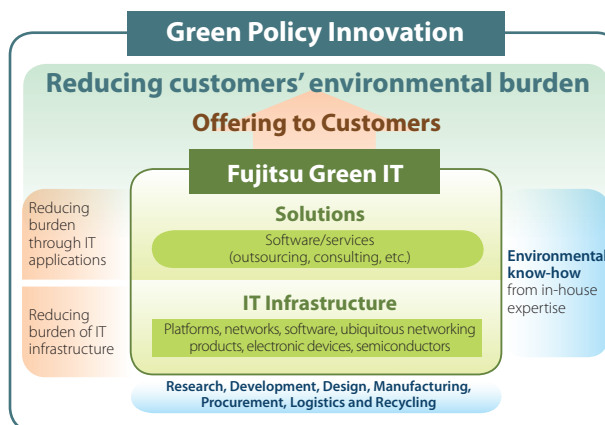 Green Policy Innovation
Reducing customers' environmental burden
Offering to Customers
Fujitsu Green IT
Reducing
burden
through IT
applications
Solutions
Software/services
(outsourcing, consulting, etc.)
Reducing
burden of IT
infrastructure
IT Infrastructure
Platforms, networks, software, ubiquitous networking
products, electronic devices, semiconductors
Environmental
know-how
from in-house
expertise
Research, Development, Design, Manufacturing,
Procurement, Logistics and Recycling